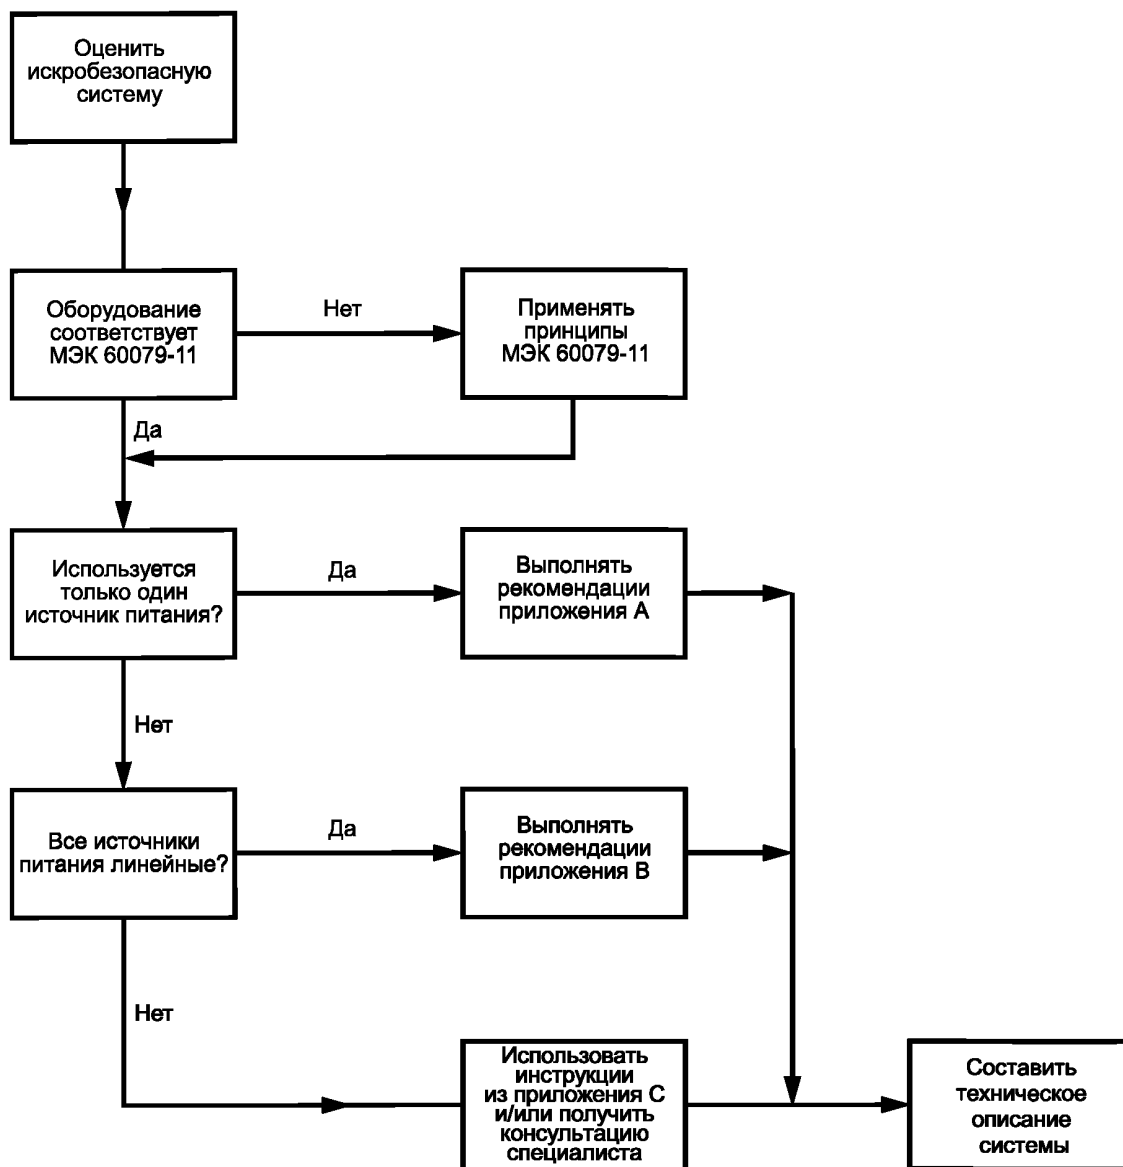 Оценить
искробезопасную
систему
Оборудование
соответствует
МЭК 60079-11
Нет
Применять
принципы
МЭК 60079-11
Да
Используется
только один
источник питания?
Да
Выполнять
рекомендации
приложения А
Нет
Все источники
питания линейные?
Да
Выполнять
рекомендации
приложения В
Нет
Использовать
инструкции
из приложения С
и/или получить
консультацию
специалиста
Составить
техническое
описание
системы